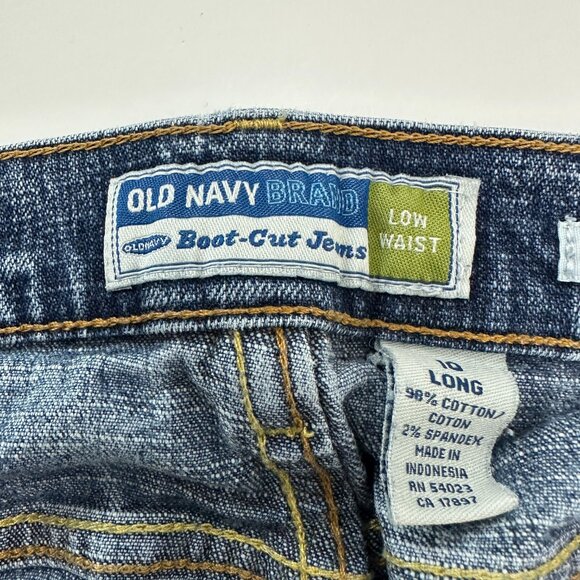 OLD NAVY BRAND
LOW
WAIST
OLD NAVY Boot-Cut Jeans
10
LONG
98% COTTON/
COTON
2% SPANDEX
MADE IN
INDONESIA
RN 54023
CA 17897